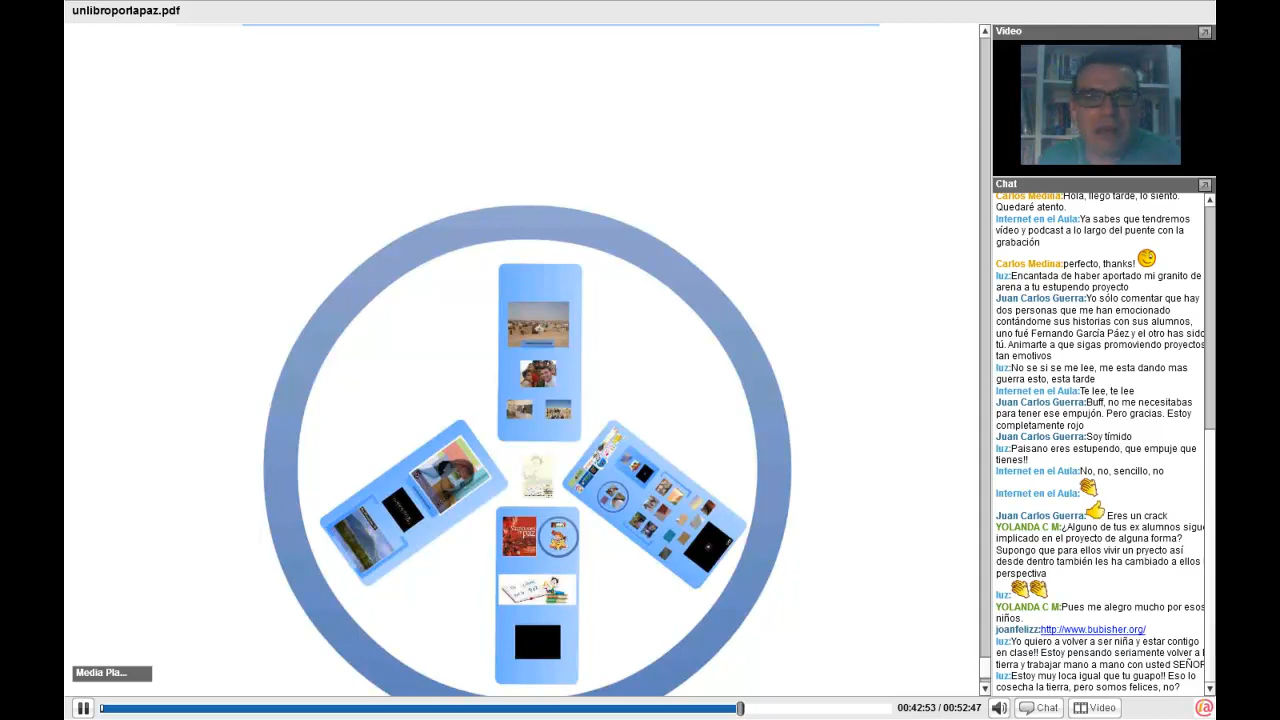 unlibroporlapaz.pdf
Video
Chat
Carlos Medina:Hola, llego tarde, lo siento.
Quedaré atento.
Internet en el Aula:Ya sabes que tendremos
vídeo y podcast a lo largo del puente con la
grabación
Carlos Medina:perfecto, thanks!
luz:Encantada de haber aportado mi granito de
arena a tu estupendo proyecto
Juan Carlos Guerra:Yo sólo comentar que hay
dos personas que me han emocionado
contándome sus historias con sus alumnos,
uno fué Fernando García Páez y el otro has sido
tú. Animarte a que sigas promoviendo proyectos
tan emotivos
luz:No se si se me lee, me esta dando mas
guerra esto, esta tarde
Internet en el Aula:Te lee, te lee
Juan Carlos Guerra:Buff, no me necesitabas
para tener ese empujón. Pero gracias. Estoy
completamente rojo
Juan Carlos Guerra:Soy tímido
luz:Paisano eres estupendo, que empuje que
tienes!!
Internet en el Aula:No, no, sencillo, no
Internet en el Aula:
Juan Carlos Guerra:Eres un crack
YOLANDA C M:¿Alguno de tus ex alumnos sigue
implicado en el proyecto de alguna forma?
Supongo que para ellos vivir un pryecto así
desde dentro también les ha cambiado a ellos
perspectiva
luz:
YOLANDA C M:Pues me alegro mucho por esos
niños.
joanfelizz:http://www.bubisher.org/
luz:Yo quiero a volver a ser niña y estar contigo
en clase!! Estoy pensando seriamente volver a
tierra y trabajar mano a mano con usted SEÑOR
luz:Estoy muy loca igual que tu guapo!! Eso lo
cosecha la tierra, pero somos felices, no?
Media Pla...
00:42:53 / 00:52:47
Chat
Video